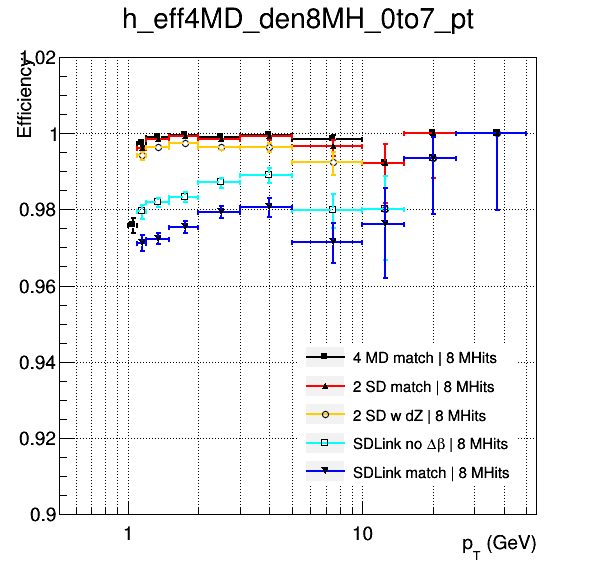 h_eff4MD_den8MH_0to7_pt
Efficiency
1.02
1
0.98
0.96
0.94
0.92
0.9
4 MD match | 8 MHits
2 SD match | 8 MHits
2 SD w dZ | 8 MHits
SDLink no Δβ | 8 MHits
SDLink match | 8 MHits
1
10
p_T (GeV)